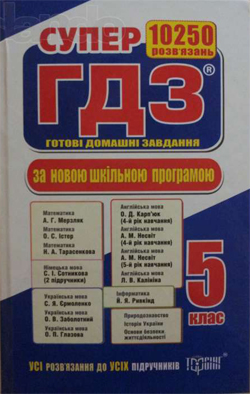 СУПЕР
10250
РОЗВ'ЯЗАНЬ
ГДЗ®
ГОТОВІ ДОМАШНІ ЗАВДАННЯ
за новою шкільною програмою
Математика
А. Г. Мерзляк
Математика
О. С. Істер
Математика
Н. А. Тарасенкова
Німецька мова
С. І. Сотникова
(2 підручники)
Українська мова
С. Я. Єрмоленко
Українська мова
О. В. Заболотний
Українська мова
О. П. Глазова
Англійська мова
О. Д. Карп'юк
(4-й рік навчання)
Англійська мова
А. М. Несвіт
(4-й рік навчання)
Англійська мова
А. М. Несвіт
(5-й рік навчання)
Англійська мова
Л. В. Калініна
Інформатика
Й. Я. Ривкінд
Природознавство
Історія України
Основи безпеки
життєдіяльності
5
клас
УСІ РОЗВ'ЯЗАННЯ ДО УСІХ ПІДРУЧНИКІВ
ТОРСІНГ